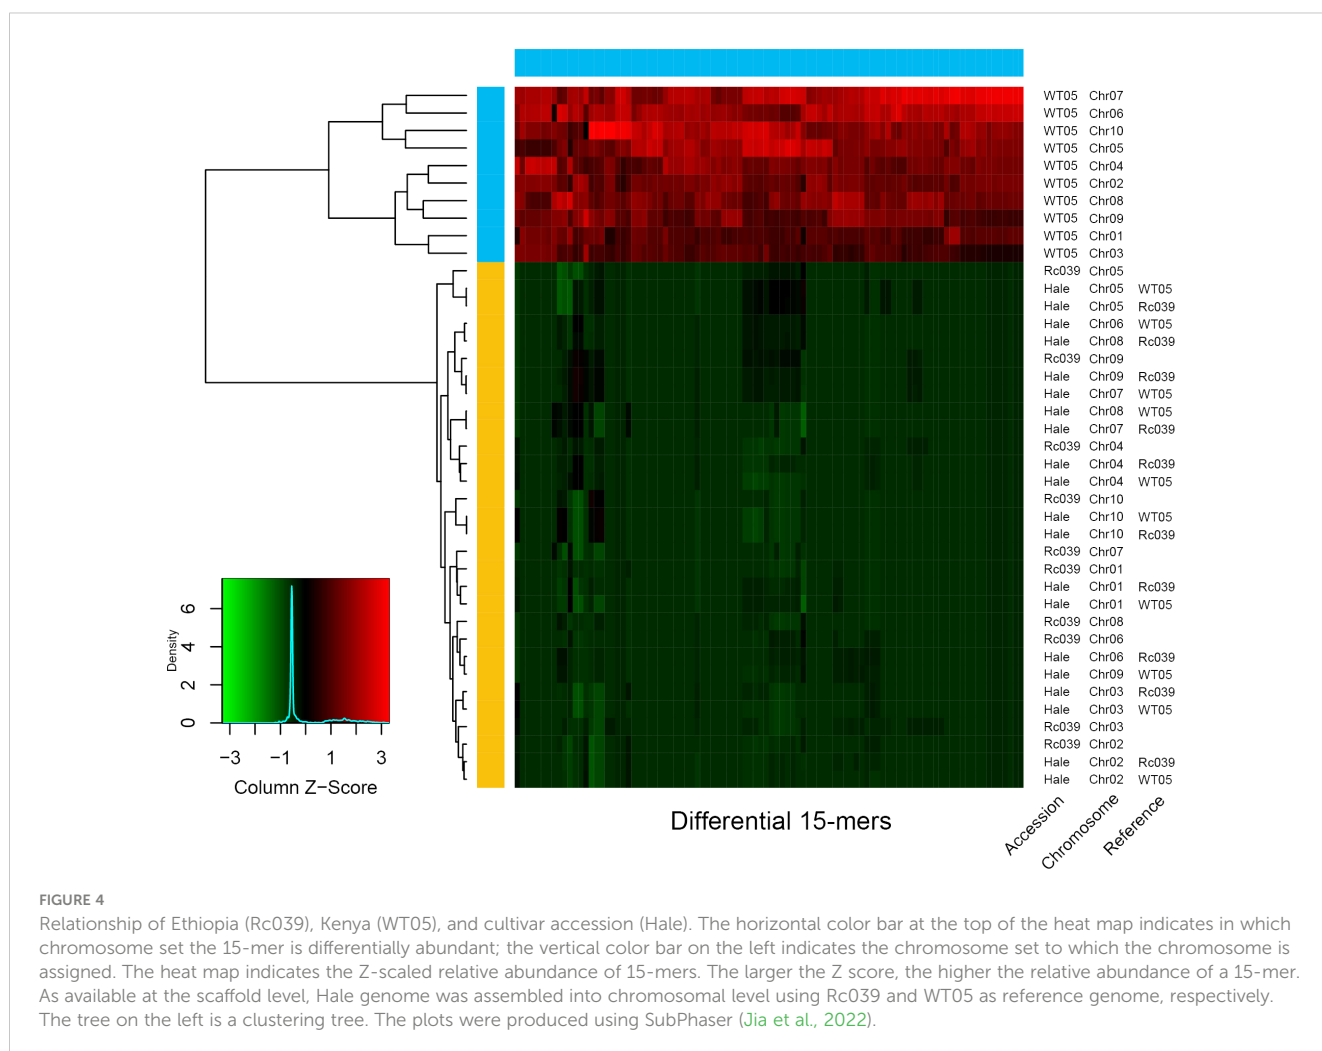 WT05 Chr07
WT05 Chr06
WT05 Chr10
WT05 Chr05
WT05 Chr04
WT05 Chr02
WT05 Chr08
WT05 Chr09
WT05 Chr01
WT05 Chr03
Rc039 Chr05
Hale Chr05 WT05
Hale Chr05 Rc039
Hale Chr06 WT05
Hale Chr08 Rc039
Rc039 Chr09
Hale Chr09 Rc039
Hale Chr07 WT05
Hale Chr08 WT05
Hale Chr07 Rc039
Rc039 Chr04
Hale Chr04 Rc039
Hale Chr04 WT05
Rc039 Chr10
Hale Chr10 WT05
Hale Chr10 Rc039
Rc039 Chr07
Rc039 Chr01
Hale Chr01 Rc039
Hale Chr01 WT05
Rc039 Chr08
Rc039 Chr06
Hale Chr06 Rc039
Hale Chr09 WT05
Hale Chr03 Rc039
Hale Chr03 WT05
Rc039 Chr03
Rc039 Chr02
Hale Chr02 Rc039
Hale Chr02 WT05
Accession Chromosome Reference
Density
6
4
2
0
−3 −1 1 3
Column Z−Score
Differential 15-mers
FIGURE 4
Relationship of Ethiopia (Rc039), Kenya (WT05), and cultivar accession (Hale). The horizontal color bar at the top of the heat map indicates in which
chromosome set the 15-mer is differentially abundant; the vertical color bar on the left indicates the chromosome set to which the chromosome is
assigned. The heat map indicates the Z-scaled relative abundance of 15-mers. The larger the Z score, the higher the relative abundance of a 15-mer.
As available at the scaffold level, Hale genome was assembled into chromosomal level using Rc039 and WT05 as reference genome, respectively.
The tree on the left is a clustering tree. The plots were produced using SubPhaser (Jia et al., 2022).